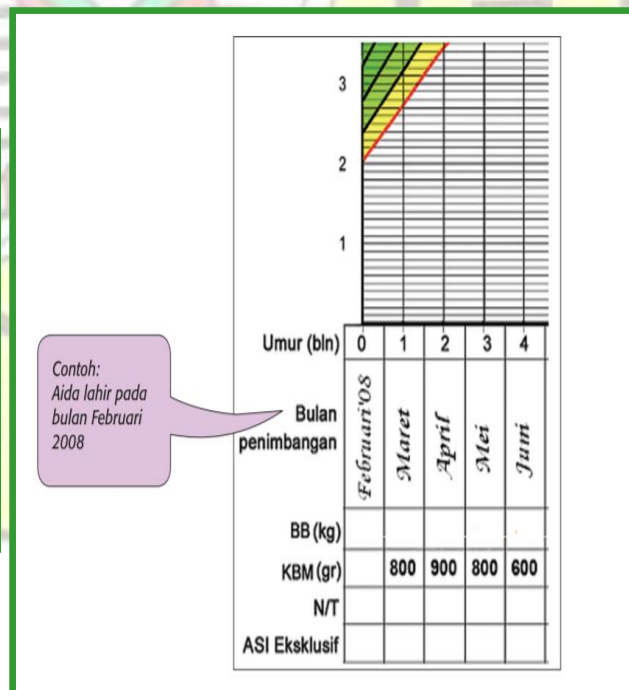 3
2
1
Umur (bln) 0 1 2 3 4
Contoh:
Aida lahir pada
bulan Februari
2008
Bulan
penimbangan
Februari'08 Maret April Mei Juni
BB (kg)
KBM (gr) 800 900 800 600
N/T
ASI Eksklusif